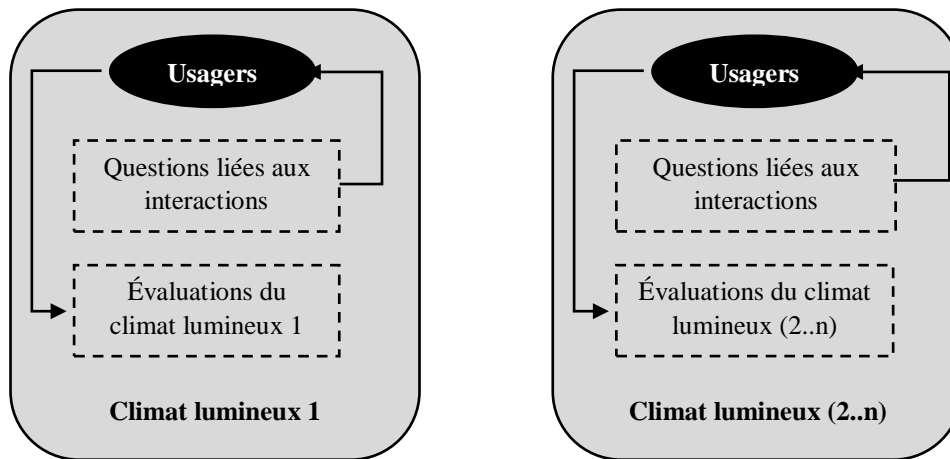 Usagers
Questions liées aux
interactions
Évaluations du
climat lumineux 1
Climat lumineux 1
Usagers
Questions liées aux
interactions
Évaluations du climat
lumineux (2..n)
Climat lumineux (2..n)